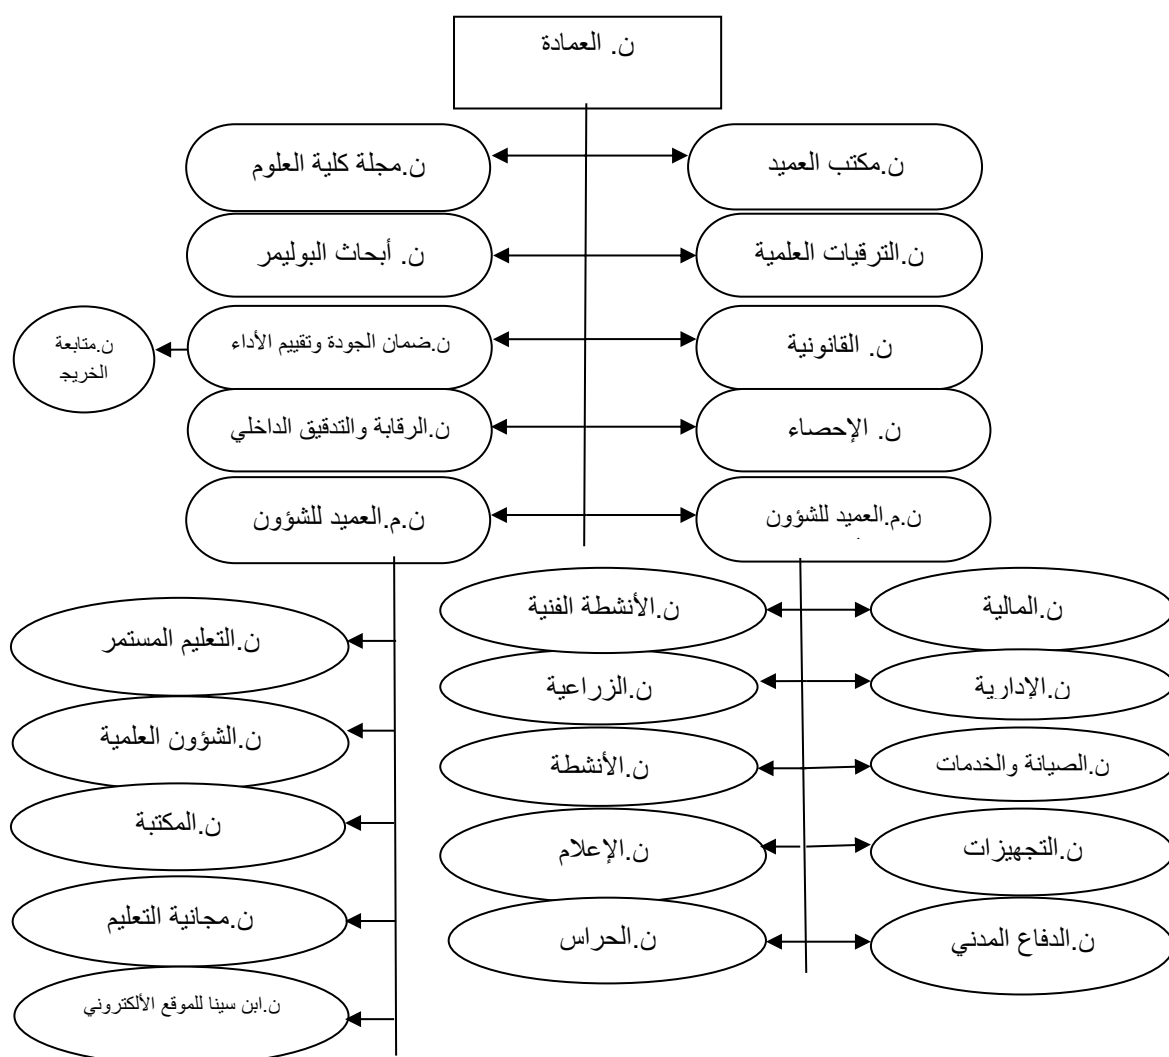 ن. العمادة
ن.مكتب العميد
ن.مجلة كلية العلوم
ن.الترقيات العلمية
ن. أبحاث البوليمر
ن. القانونية
ن.ضمان الجودة وتقييم الأداء
ن.متابعة
الخريج
ن. الإحصاء
ن.الرقابة والتدقيق الداخلي
ن.م.العميد للشؤون
ن.م.العميد للشؤون
ن.المالية
ن.الأنشطة الفنية
ن.التعليم المستمر
ن.الإدارية
ن.الزراعية
ن.الشؤون العلمية
ن.الصيانة والخدمات
ن.الأنشطة
ن.المكتبة
ن.التجهيزات
ن.الإعلام
ن.مجانية التعليم
ن.الدفاع المدني
ن.الحراس
ن.ابن سينا للموقع الألكتروني